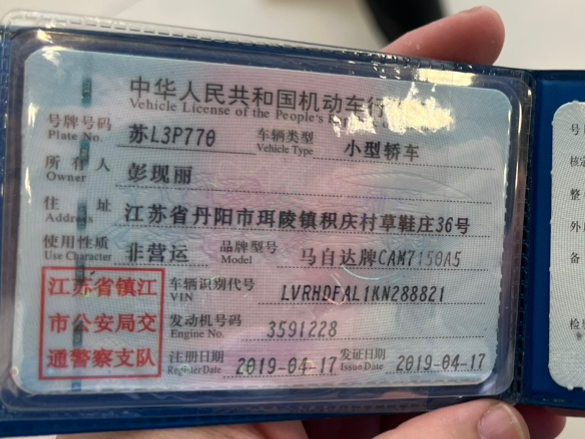 中华人民共和国机动车行
Vehicle License of the People's
号牌号码 苏L3P770 车辆类型 小型轿车
Plate No. Vehicle Type
所有人 彭现丽
Owner
住址 江苏省丹阳市珥陵镇积庆村草鞋庄36号
Address
使用性质 非营运 品牌型号 马自达牌CAM7150A5
Use Character Model
江苏省镇江
市公安局交
通警察支队
车辆识别代号 LVRHDFAL1KN288821
VIN
发动机号码 3591228
Engine No.
注册日期 2019-04-17 发证日期 2019-04-17
Register Date Issue Date
号
核定
整
外
备
检